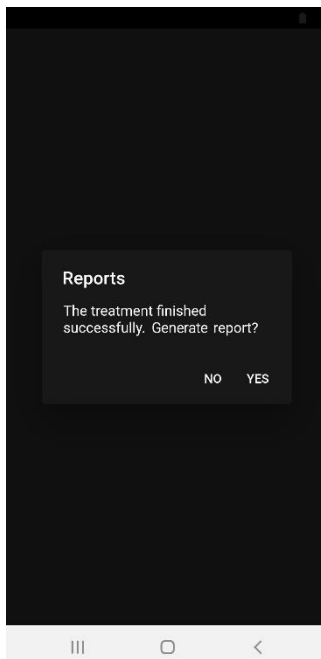 Reports
The treatment finished
successfully. Generate report?
NO YES